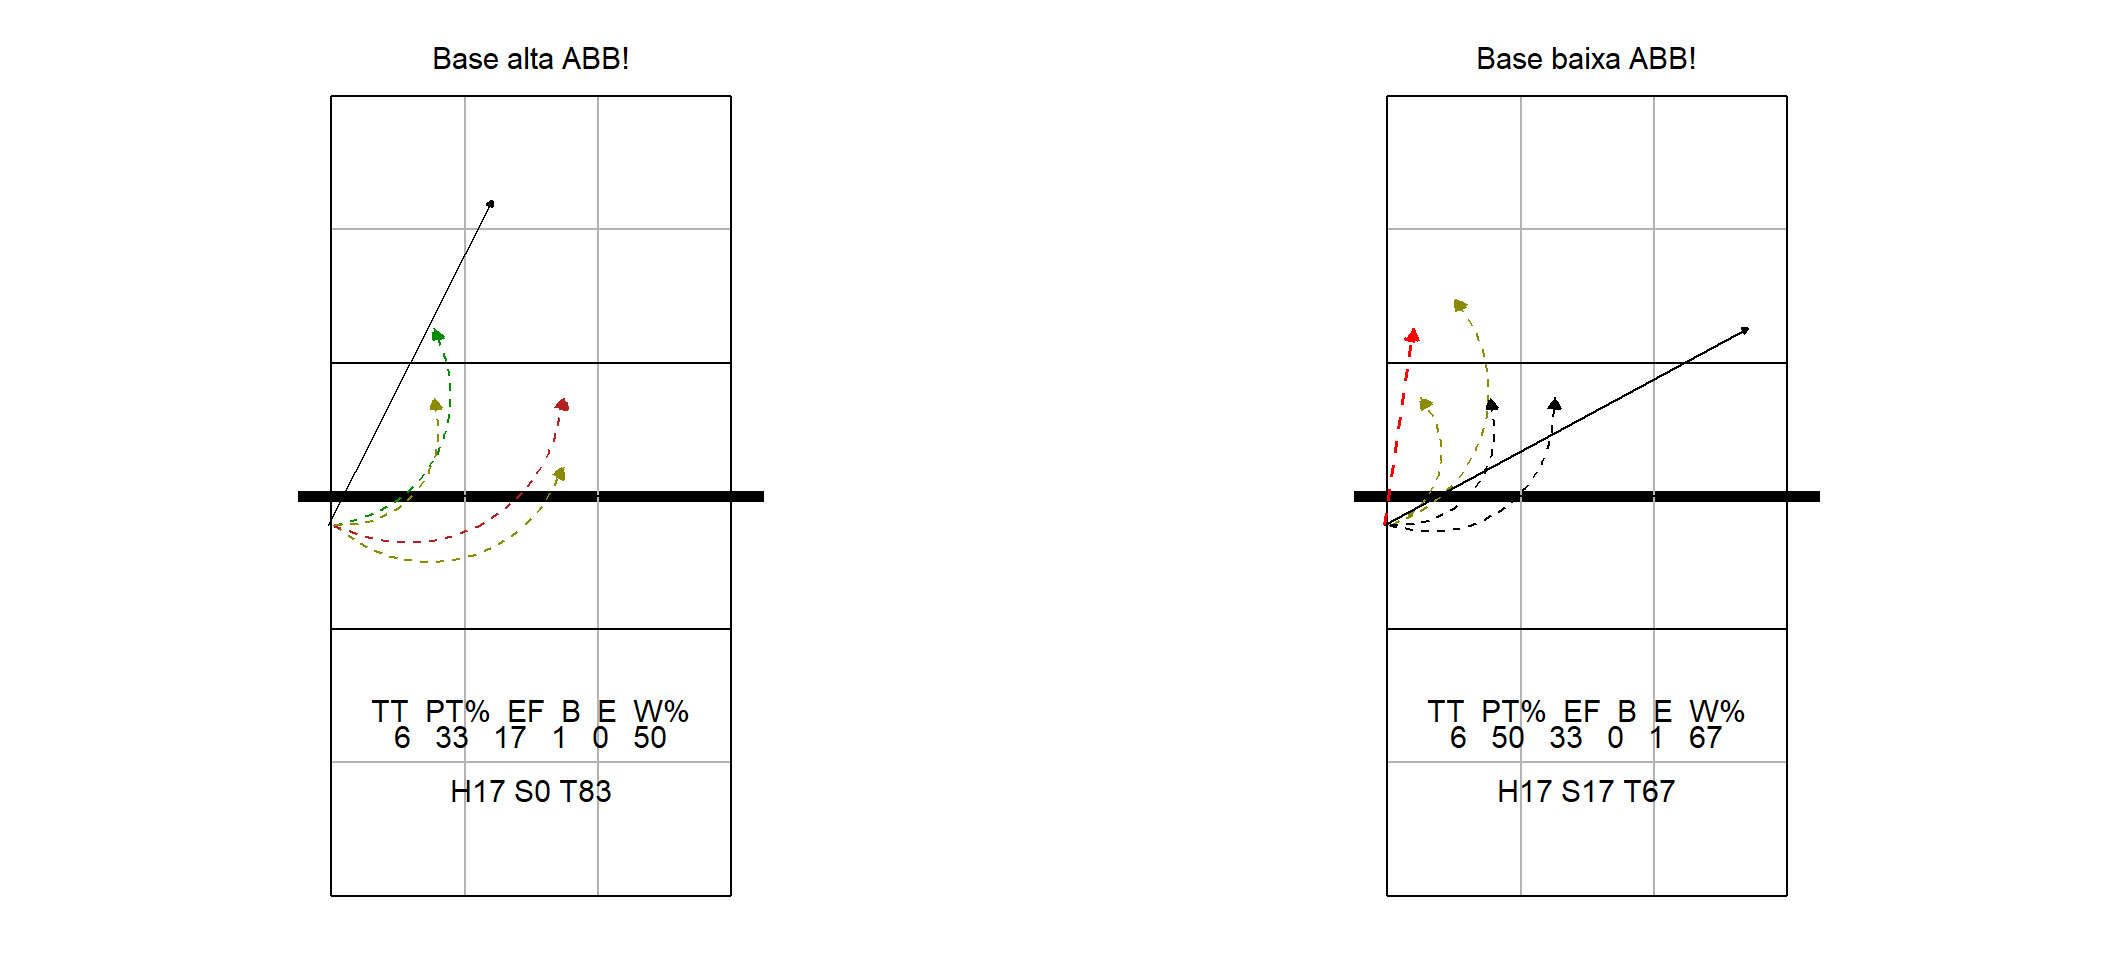 Base alta ABB!
TT PT% EF B E W%
6 33 17 1 0 50
H17 S0 T83
Base baixa ABB!
TT PT% EF B E W%
6 50 33 0 1 67
H17 S17 T67